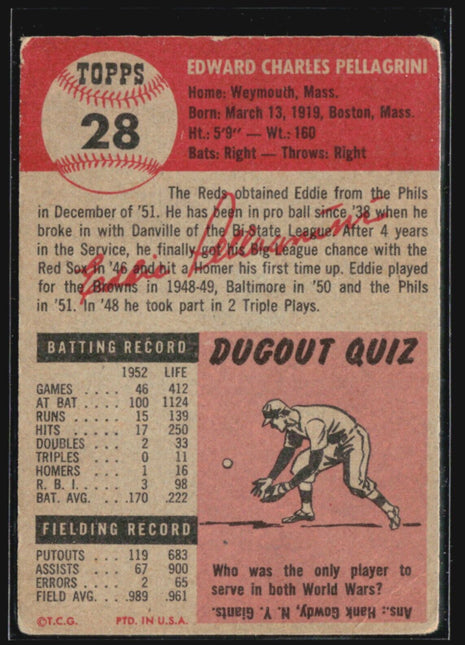 TOPPS
28
EDWARD CHARLES PELLAGRINI
Home: Weymouth, Mass.
Born: March 13, 1919, Boston, Mass.
Ht.: 5'9" — Wt.: 160
Bats: Right — Throws: Right
The Reds obtained Eddie from the Phils
in December of '51. He has been in pro ball since '38 when he
broke in with Danville of the Bi-State League. After 4 years
in the Service, he finally got his Big League chance with the
Red Sox in '46 and hit a Homer his first time up. Eddie played
for the Browns in 1948-49, Baltimore in '50 and the Phils
in '51. In '48 he took part in 2 Triple Plays.
Eddie Pellagrini
BATTING RECORD
1952 LIFE
GAMES .... 46 412
AT BAT .... 100 1124
RUNS .... 15 139
HITS .... 17 250
DOUBLES ... 2 33
TRIPLES ... 0 11
HOMERS ... 1 16
R. B. I. .... 3 98
BAT. AVG. ... .170 .222
FIELDING RECORD
PUTOUTS .. 119 683
ASSISTS ... 67 900
ERRORS ... 2 65
FIELD AVG. .. .989 .961
©T.C.G. PTD. IN U.S.A.
DUGOUT QUIZ
Who was the only player to
serve in both World Wars?
Ans.: Hank Gowdy, N. Y. Giants.